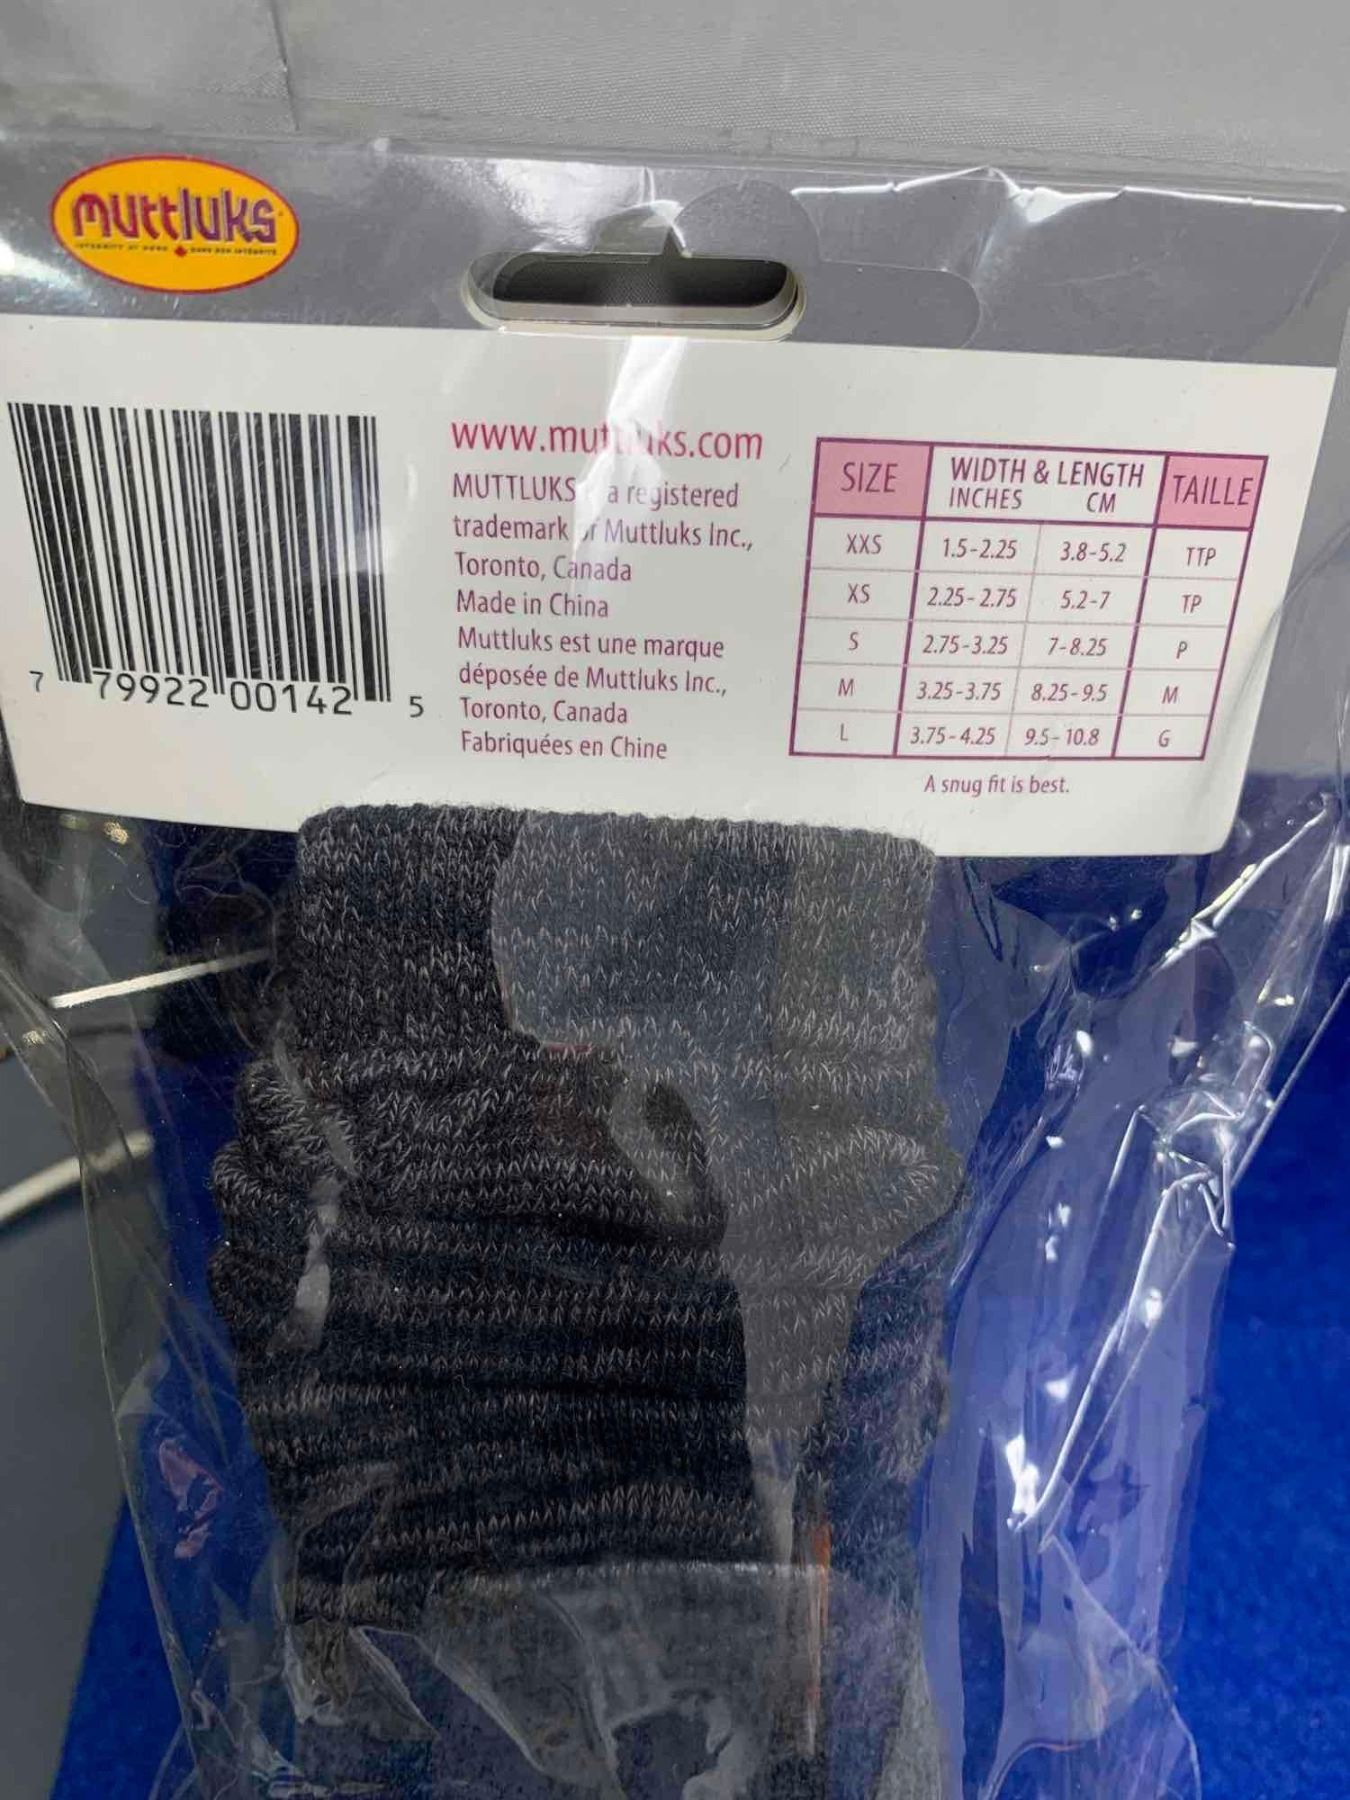 muttluks
www.muttluks.com
MUTTLUKS a registered
trademark of Muttluks Inc.,
Toronto, Canada
Made in China
Muttluks est une marque
déposée de Muttluks Inc.,
Toronto, Canada
Fabriquées en Chine
7 79922 00142 5
SIZE WIDTH & LENGTH TAILLE
INCHES CM
XXS 1.5-2.25 3.8-5.2 TTP
XS 2.25-2.75 5.2-7 TP
S 2.75-3.25 7-8.25 P
M 3.25-3.75 8.25-9.5 M
L 3.75-4.25 9.5-10.8 G
A snug fit is best.